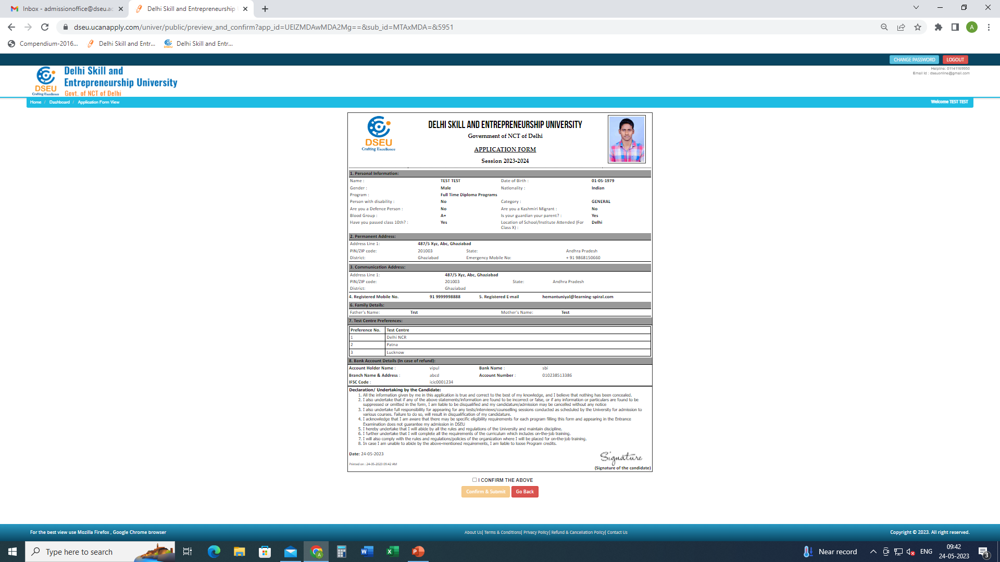 Inbox - admissionoffice@dseu.ac
Delhi Skill and Entrepreneurship
dseu.ucanapply.com/univer/public/preview_and_confirm?app_id=UElZMDAwMDA2Mg==&sub_id=MTAxMDA=&5951
A
Compendium-2016... Delhi Skill and Entr... Delhi Skill and Entr...
CHANGE PASSWORD LOGOUT
Helpline: 01141169950
Email Id : dseuonline@gmail.com
DSEU
Crafting Excellence
Delhi Skill and
Entrepreneurship University
Govt. of NCT of Delhi
Home / Dashboard / Application Form View Welcome TEST TEST
DSEU
Crafting Excellence
DELHI SKILL AND ENTREPRENEURSHIP UNIVERSITY
Government of NCT of Delhi
APPLICATION FORM
Session 2023-2024
1. Personal Information:
Name : TEST TEST Date of Birth : 01-05-1979
Gender : Male Nationality : Indian
Program : Full Time Diploma Programs
Person with disability : No Category : GENERAL
Are you a Defence Person : No Are you a Kashmiri Migrant : No
Blood Group : A+ Is your guardian your parent? : Yes
Have you passed class 10th? : Yes Location of School/Institute Attended (For Delhi
Class X) :
2. Permanent Address:
Address Line 1: 487/5 Xyz, Abc, Ghaziabad
PIN/ZIP code: 201003 State: Andhra Pradesh
District: Ghaziabad Emergency Mobile No: + 91 9868150660
3. Communication Address:
Address Line 1: 487/5 Xyz, Abc, Ghaziabad
PIN/ZIP code: 201003 State: Andhra Pradesh
District: Ghaziabad
4. Registered Mobile No. 91 9999998888 5. Registered E-mail hemantuniyal@learning-spiral.com
6. Family Details:
Father's Name: Trst Mother's Name: Test
7. Test Centre Preferences:
Preference No. Test Centre
1 Delhi NCR
2 Patna
3 Lucknow
8. Bank Account Details (In case of refund):
Account Holder Name : vipul Bank Name : sbi
Branch Name & Address : abcd Account Number : 010238513386
IFSC Code : icic0001234
Declaration/ Undertaking by the Candidate:
1. All the information given by me in this application is true and correct to the best of my knowledge, and I believe that nothing has been concealed.
2. I also undertake that if any of the above statements/information are found to be incorrect or false, or if any information or particulars are found to be
suppressed or omitted in the form, I am liable to be disqualified and my candidature/admission may be cancelled without any notice
3. I also undertake full responsibility for appearing for any tests/interviews/counselling sessions conducted as scheduled by the University for admission to
various courses. Failure to do so, will result in disqualification of my candidature.
4. I acknowledge that I am aware that there may be specific eligibility requirements for each program filling this form and appearing in the Entrance
Examination does not guarantee my admission in DSEU
5. I hereby undertake that I will abide by all the rules and regulations of the University and maintain discipline.
6. I further undertake that I will complete all the requirements of the curriculum which includes on-the-job training.
7. I will also comply with the rules and regulations/policies of the organization where I will be placed for on-the-job training.
8. In case I am unable to abide by the above-mentioned requirements, I am liable to loose Program credits.
Date: 24-05-2023
Signature
Printed on : 24-05-2023 09:42 AM
(Signature of the candidate)
I CONFIRM THE ABOVE
Confirm & Submit Go Back
For the best view use Mozilla Firefox , Google Chrome browser About Us| Terms & Conditions| Privacy Policy| Refund & Cancellation Policy| Contact Us Copyright © 2023. All right reserved.
Type here to search
Near record
ENG
09:42
24-05-2023
3